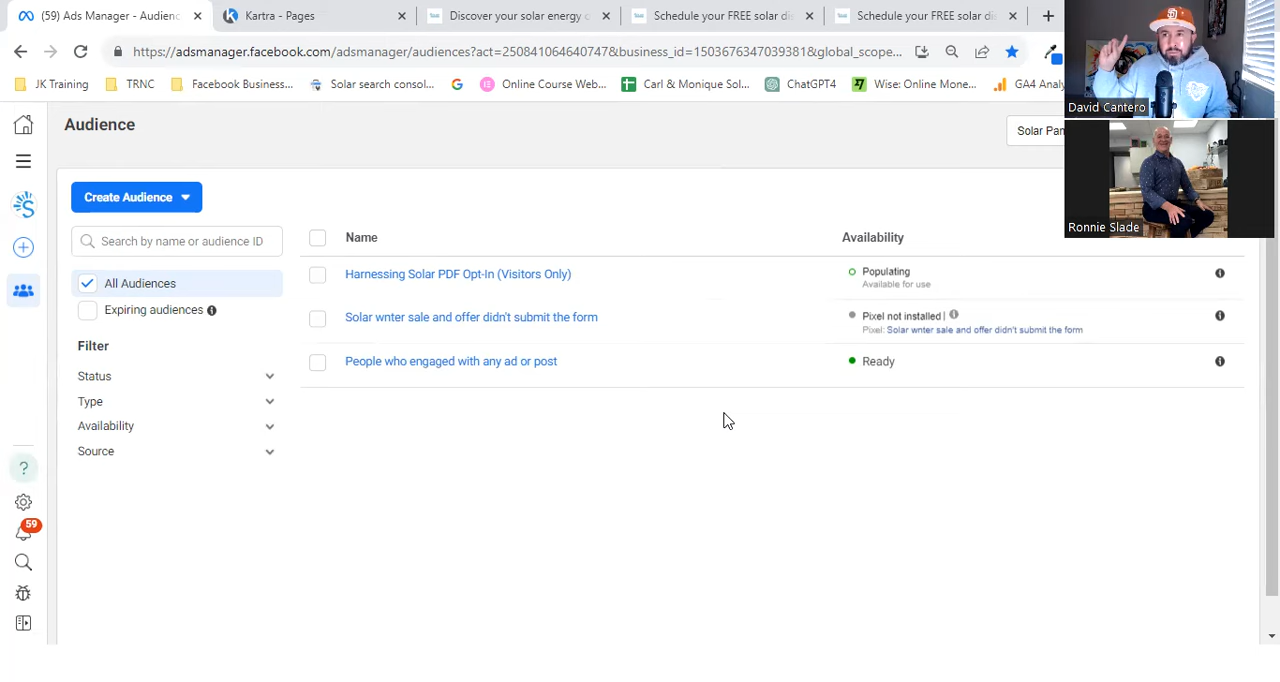 (59) Ads Manager - Audienc
Kartra - Pages
Discover your solar energy o
Schedule your FREE solar di
Schedule your FREE solar di
https://adsmanager.facebook.com/adsmanager/audiences?act=250841064640747&business_id=1503676347039381&global_scope...
JK Training
TRNC
Facebook Business...
Solar search consol...
Online Course Web...
Carl & Monique Sol...
ChatGPT4
Wise: Online Mone...
GA4 Analy
David Cantero
Ronnie Slade
Audience
Solar Pan
Create Audience
Search by name or audience ID
All Audiences
Expiring audiences
Filter
Status
Type
Availability
Source
59
Name
Availability
Harnessing Solar PDF Opt-In (Visitors Only)
Populating
Available for use
Solar wnter sale and offer didn't submit the form
Pixel not installed |
Pixel: Solar wnter sale and offer didn't submit the form
People who engaged with any ad or post
Ready